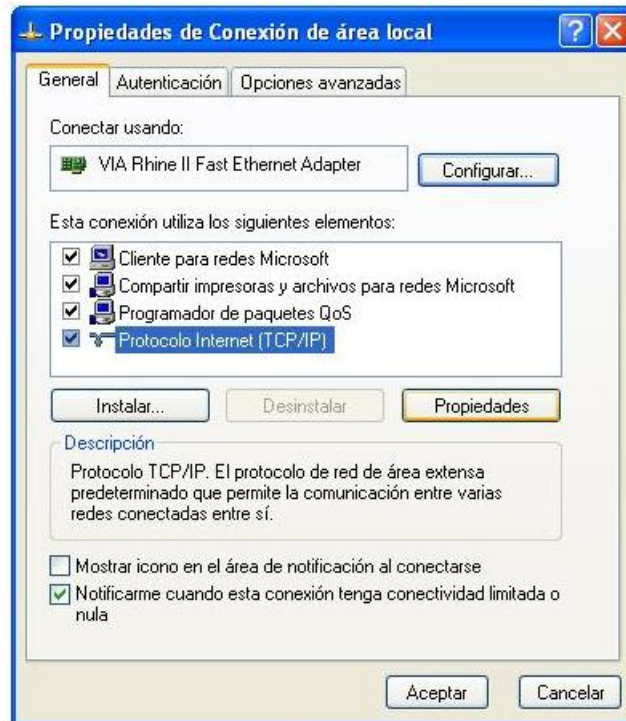 Propiedades de Conexión de área local
General Autenticación Opciones avanzadas
Conectar usando:
VIA Rhine II Fast Ethernet Adapter Configurar...
Esta conexión utiliza los siguientes elementos:
Cliente para redes Microsoft
Compartir impresoras y archivos para redes Microsoft
Programador de paquetes QoS
Protocolo Internet (TCP/IP)
Instalar... Desinstalar Propiedades
Descripción
Protocolo TCP/IP. El protocolo de red de área extensa
predeterminado que permite la comunicación entre varias
redes conectadas entre sí.
Mostrar icono en el área de notificación al conectarse
Notificarme cuando esta conexión tenga conectividad limitada o
nula
Aceptar Cancelar